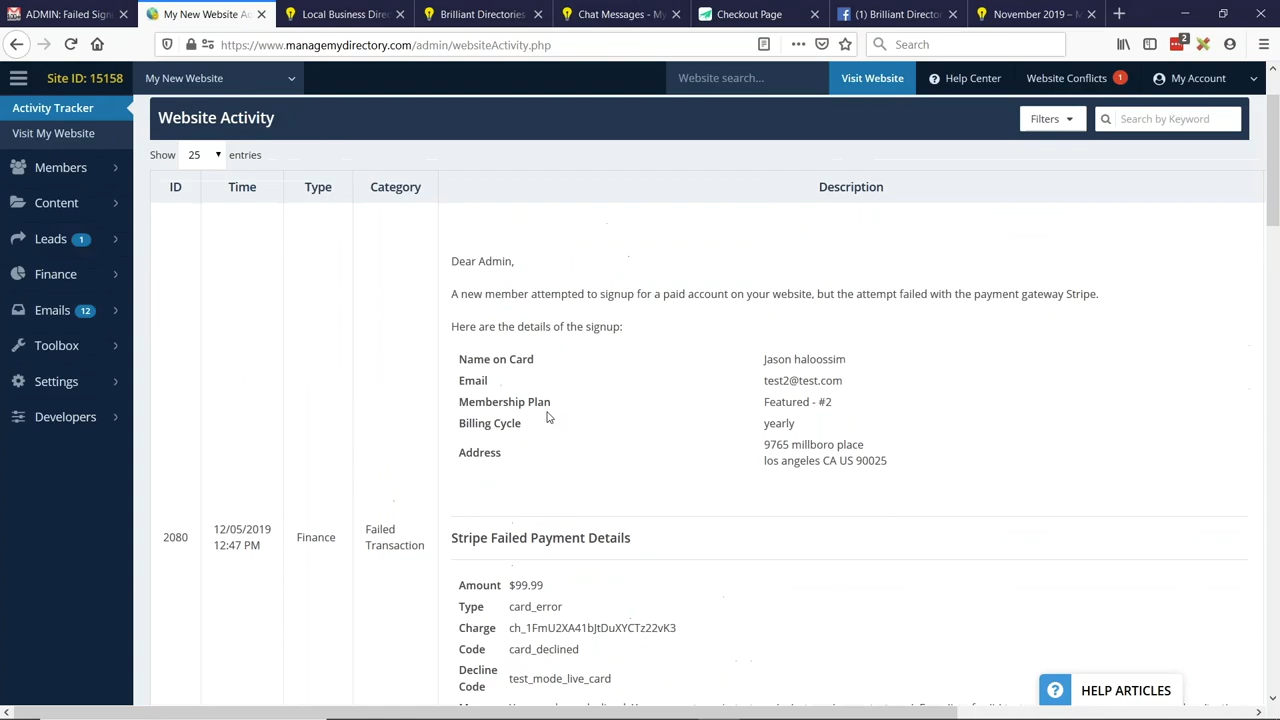 ADMIN: Failed Sign
My New Website Ac
Local Business Direc
Brilliant Directories
Chat Messages - My
Checkout Page
(1) Brilliant Director
November 2019 – M
https://www.managemydirectory.com/admin/websiteActivity.php
Search
2
Site ID: 15158
My New Website
Website search...
Visit Website
Help Center
Website Conflicts 1
My Account
Activity Tracker
Visit My Website
Members
Content
Leads 1
Finance
Emails 12
Toolbox
Settings
Developers
Website Activity
Filters
Search by Keyword
Show 25 entries
ID Time Type Category Description
Dear Admin,
A new member attempted to signup for a paid account on your website, but the attempt failed with the payment gateway Stripe.
Here are the details of the signup:
Name on Card Jason haloossim
Email test2@test.com
Membership Plan Featured - #2
Billing Cycle yearly
Address 9765 millboro place
los angeles CA US 90025
2080
12/05/2019
12:47 PM
Finance
Failed
Transaction
Stripe Failed Payment Details
Amount $99.99
Type card_error
Charge ch_1FmU2XA41bJtDuXYCTz22vK3
Code card_declined
Decline
Code
test_mode_live_card
HELP ARTICLES